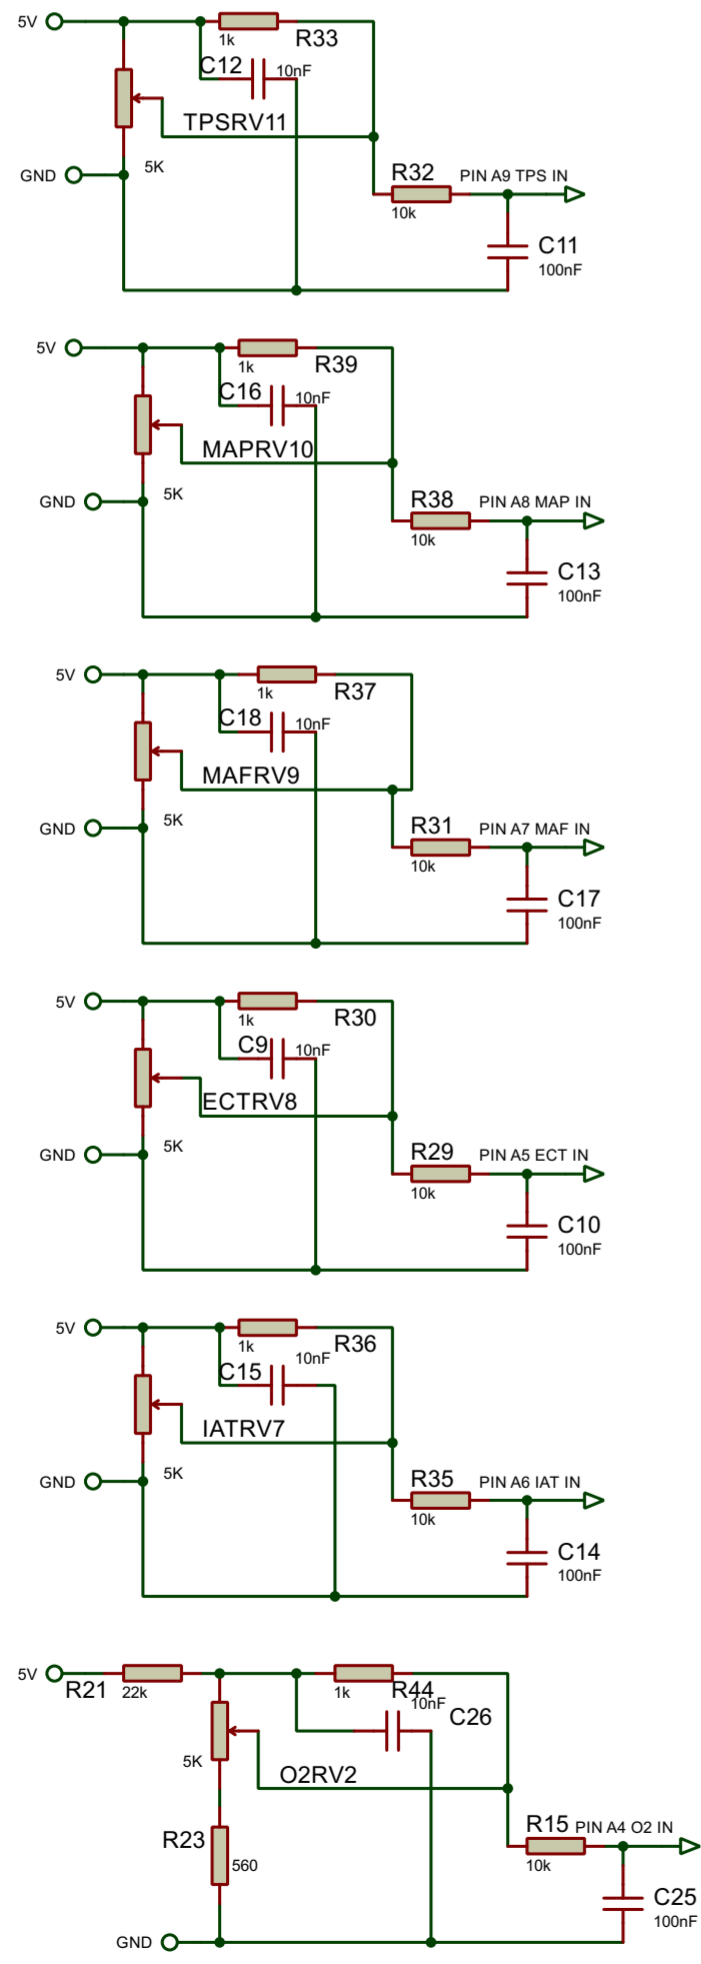 5V
R33
1k
C12
10nF
TPSRV11
5K
GND
R32
PIN A9 TPS IN
10k
C11
100nF
5V
R39
1k
C16
10nF
MAPRV10
5K
GND
R38
PIN A8 MAP IN
10k
C13
100nF
5V
R37
1k
C18
10nF
MAFRV9
5K
GND
R31
PIN A7 MAF IN
10k
C17
100nF
5V
R30
1k
C9
10nF
ECTRV8
5K
GND
R29
PIN A5 ECT IN
10k
C10
100nF
5V
R36
1k
C15
10nF
IATRV7
5K
GND
R35
PIN A6 IAT IN
10k
C14
100nF
5V
R21
22k
1k
R44
10nF
C26
5K
O2RV2
R23
560
R15
PIN A4 O2 IN
10k
C25
100nF
GND